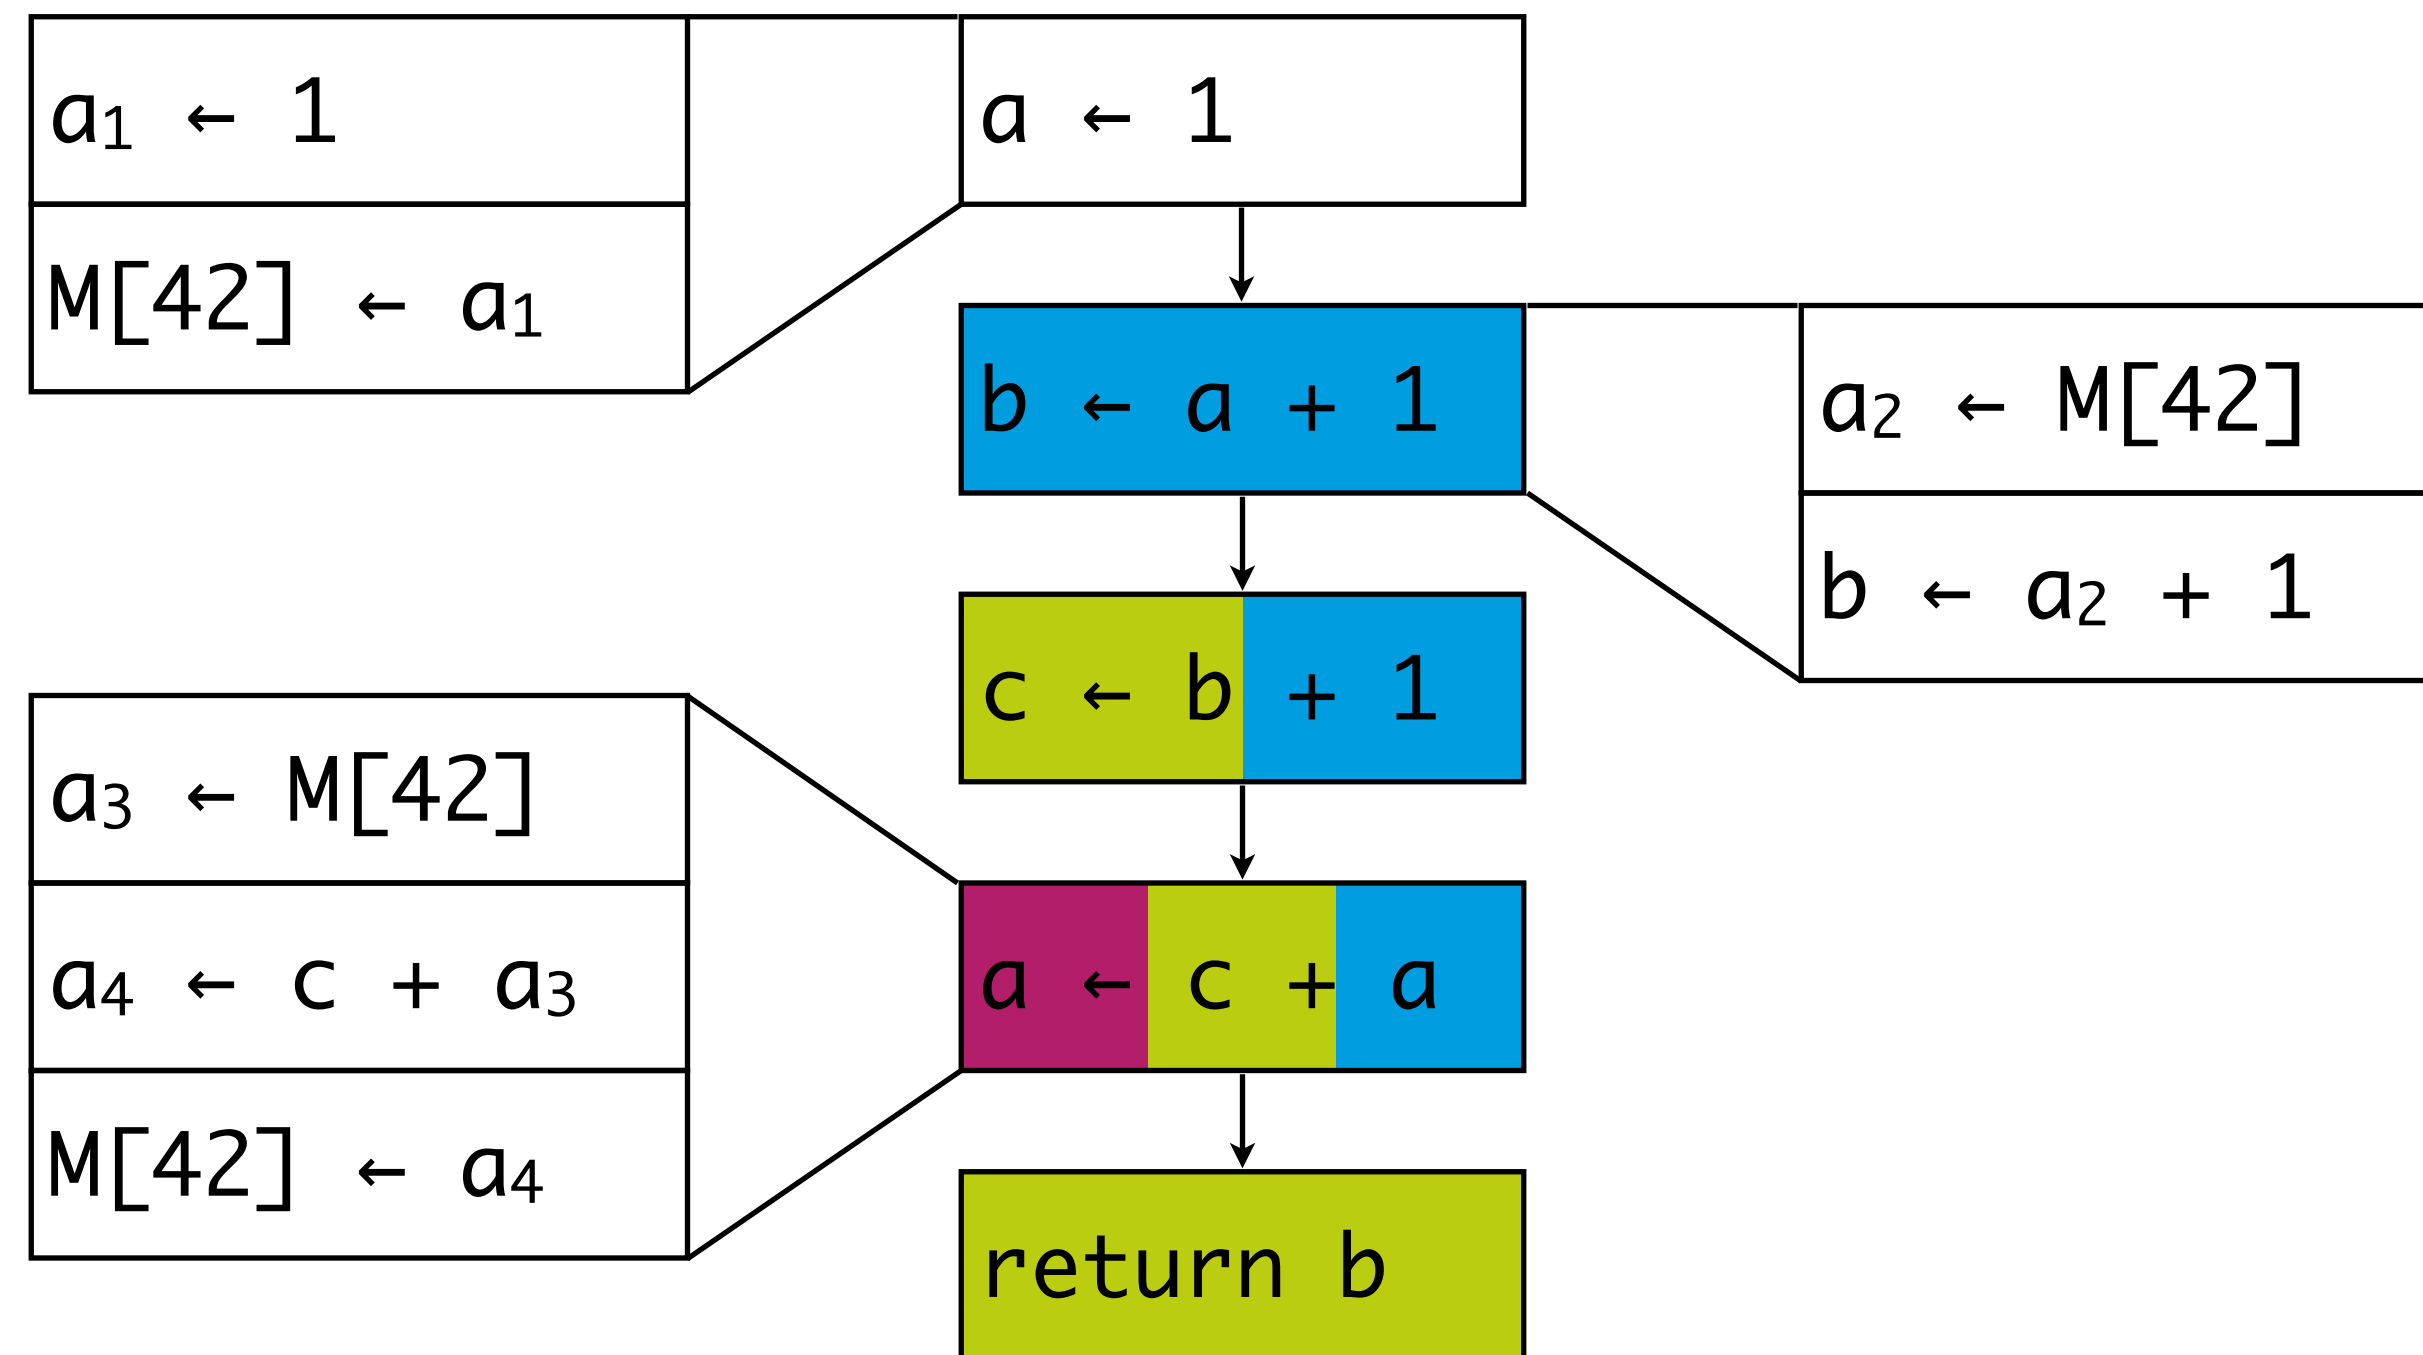 a₁ ← 1
M[42] ← a₁
a ← 1
b ← a + 1
a₂ ← M[42]
b ← a₂ + 1
c ← b + 1
a₃ ← M[42]
a₄ ← c + a₃
M[42] ← a₄
a ← c + a
return b